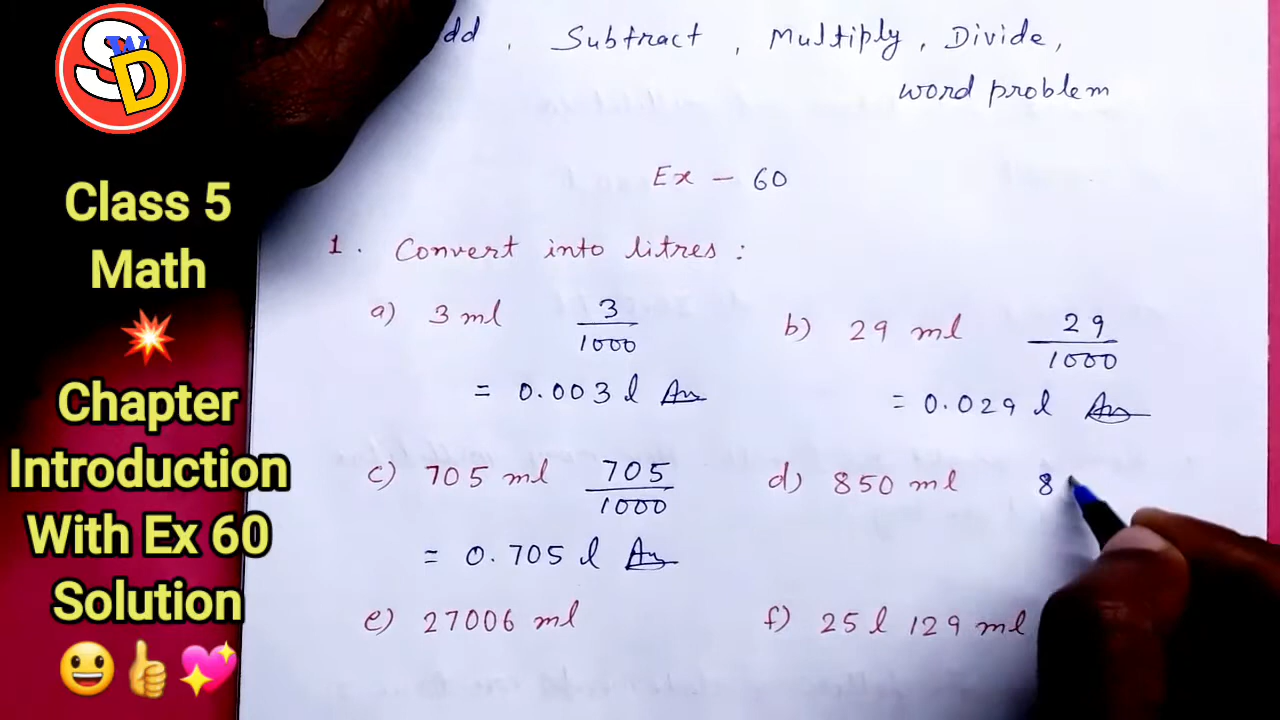 SWD
Class 5
Math
Chapter
Introduction
With Ex 60
Solution
dd, Subtract, Multiply, Divide,
word problem
Ex - 60
1. Convert into litres:
a) 3 ml 3/1000
= 0.003 l Ans
b) 29 ml 29/1000
= 0.029 l Ans
c) 705 ml 705/1000
= 0.705 l Ans
d) 850 ml 8
e) 27006 ml
f) 25 l 129 ml